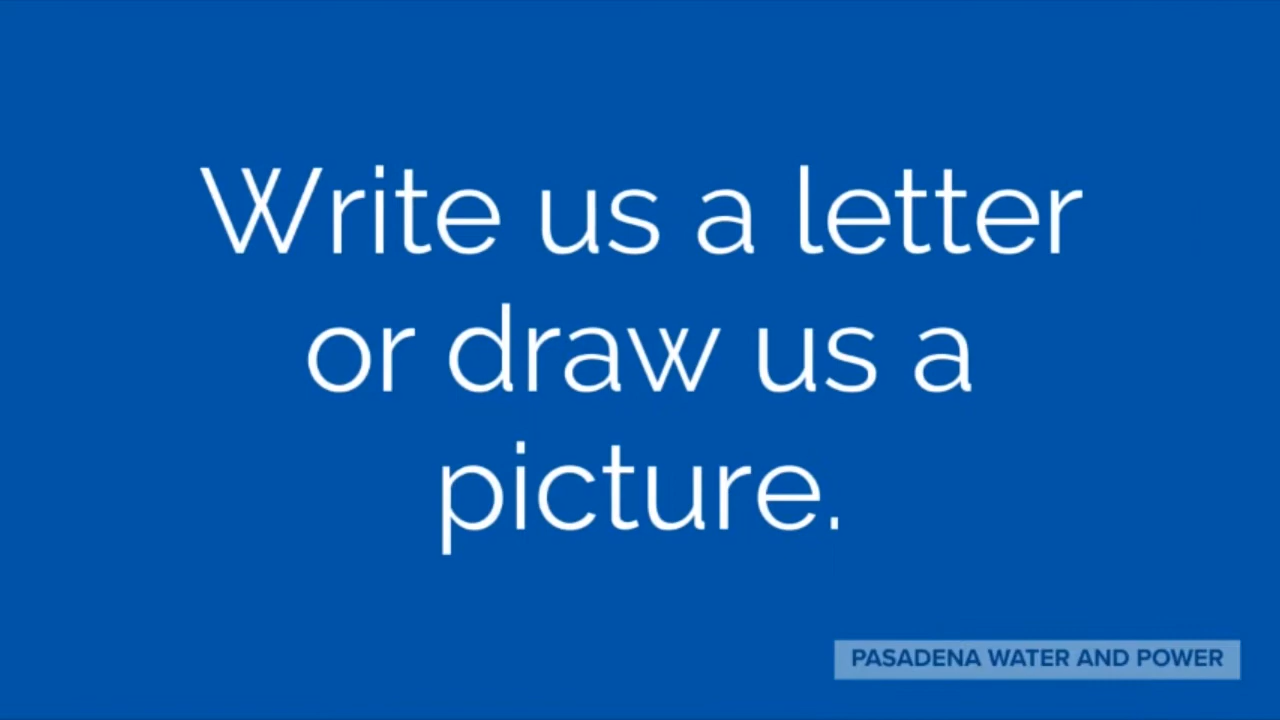 Write us a letter
or draw us a
picture.
PASADENA WATER AND POWER